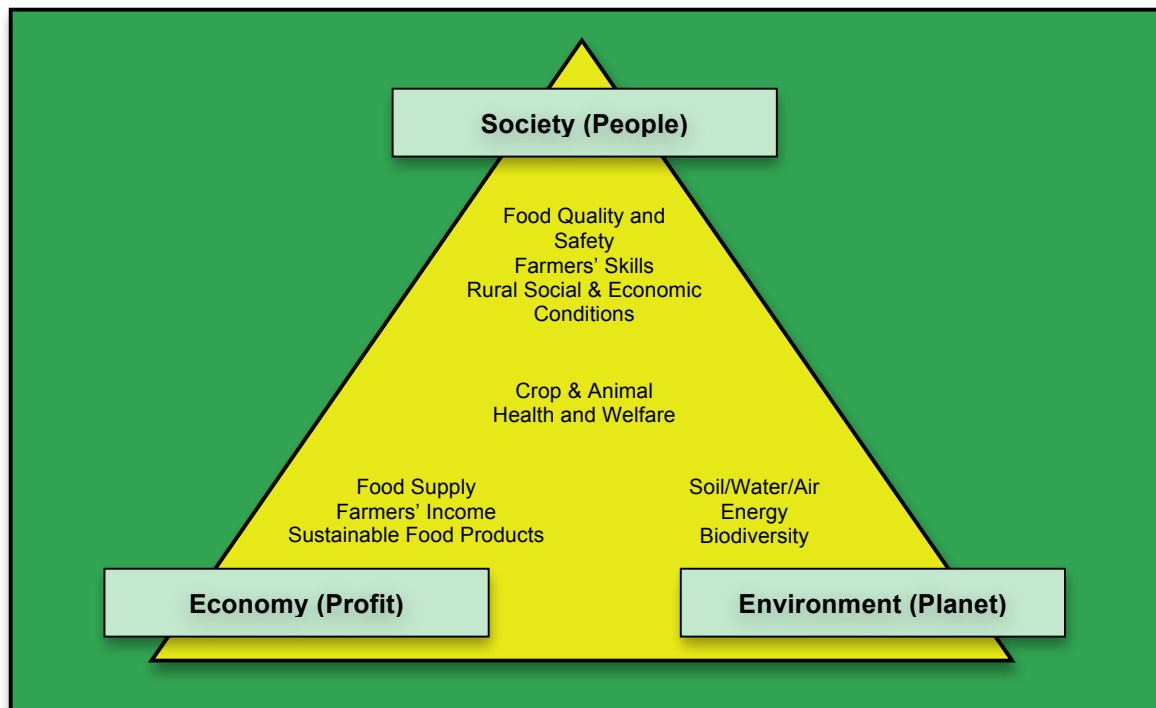 Society (People)
Food Quality and
Safety
Farmers’ Skills
Rural Social & Economic
Conditions
Crop & Animal
Health and Welfare
Food Supply
Farmers’ Income
Sustainable Food Products
Soil/Water/Air
Energy
Biodiversity
Economy (Profit)
Environment (Planet)